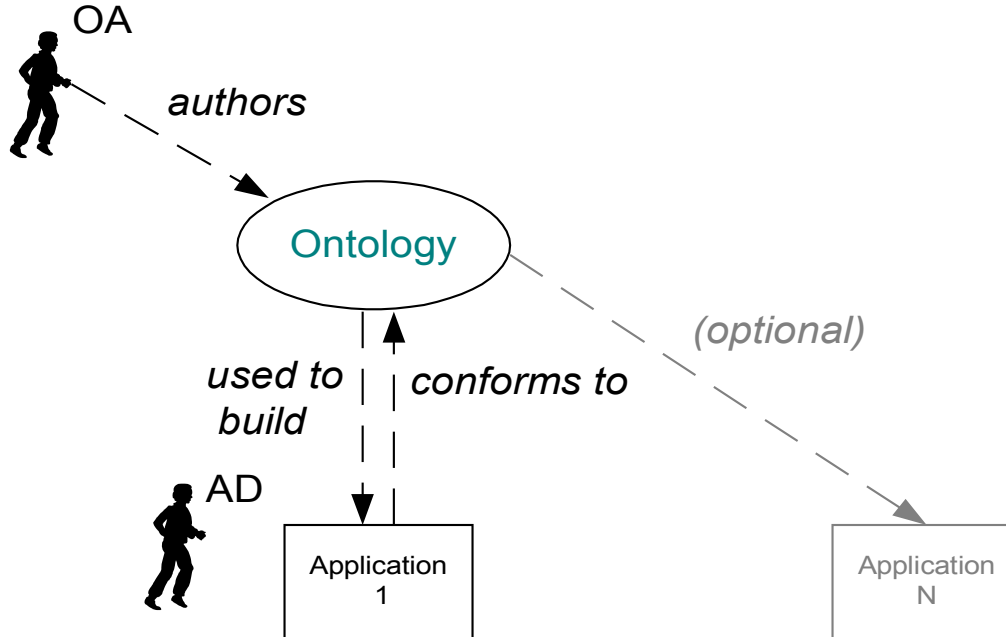 OA
authors
Ontology
(optional)
used to
build
conforms to
AD
Application
1
Application
N